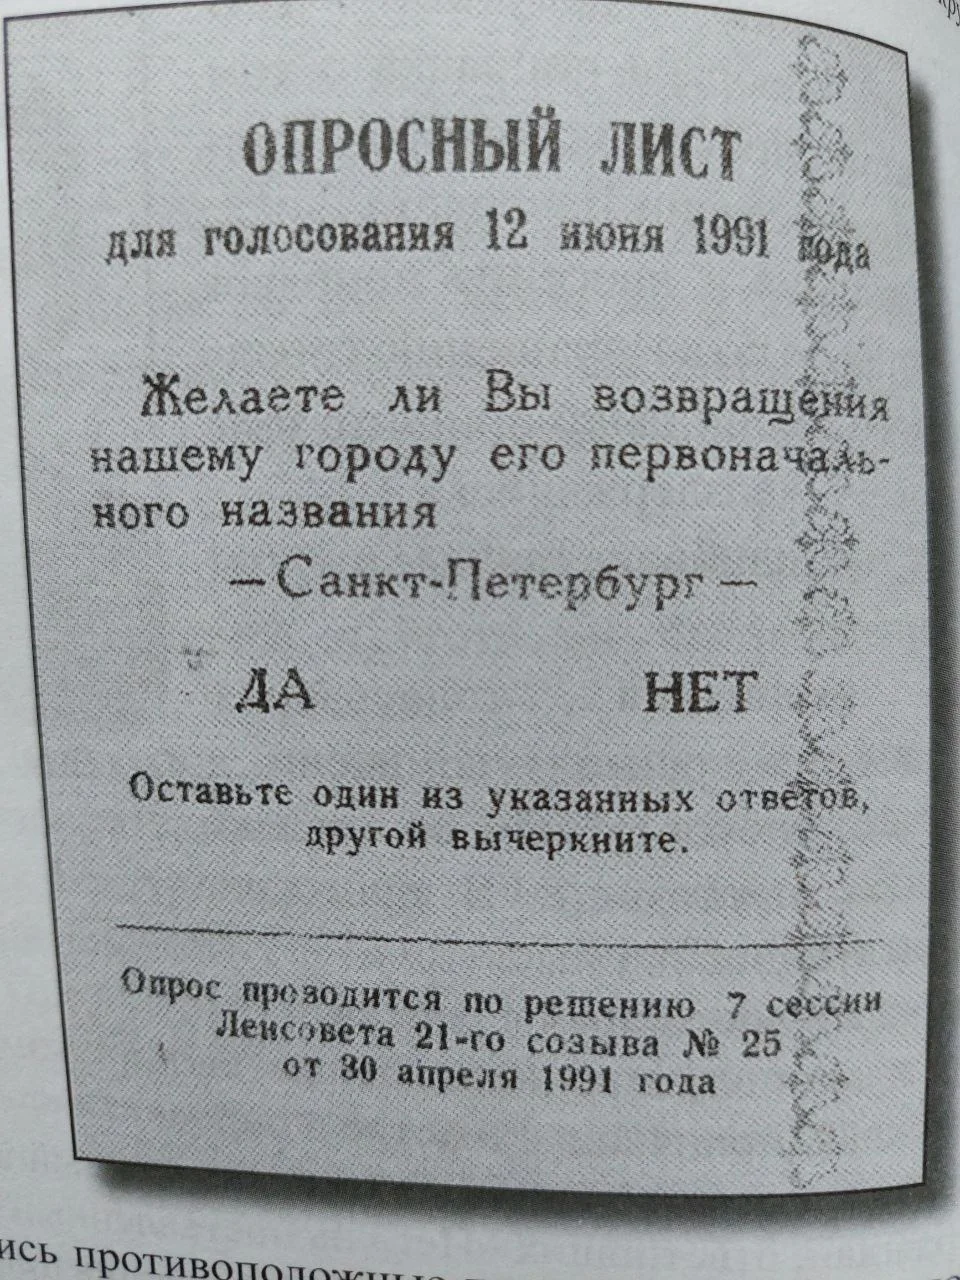 ОПРОСНЫЙ ЛИСТ
для голосования 12 июня 1991 года
Желаете ли Вы возвращения
нашему городу его первоначаль-
ного названия
— Санкт-Петербург —
ДА НЕТ
Оставьте один из указанных ответов,
другой вычеркните.
Опрос проводится по решению 7 сессии
Ленсовета 21-го созыва № 25
от 30 апреля 1991 года